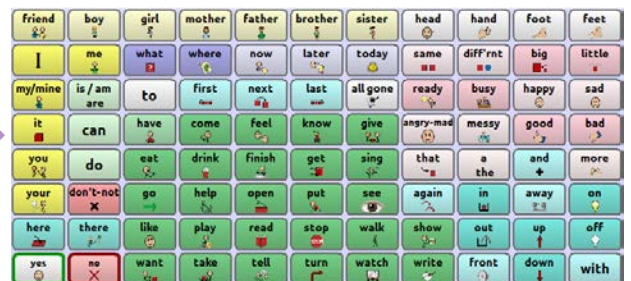 friend boy girl mother father brother sister head hand foot feet
I me what where now later today same diff'rnt big little
my/mine is / am are to first next last all gone ready busy happy sad
it can have come feel know give angry-mad messy good bad
you do eat drink finish get sing that a the and more
your don't-not go help open put see again in away on
here there like play read stop walk show out up off
yes no want take tell turn watch write front down with